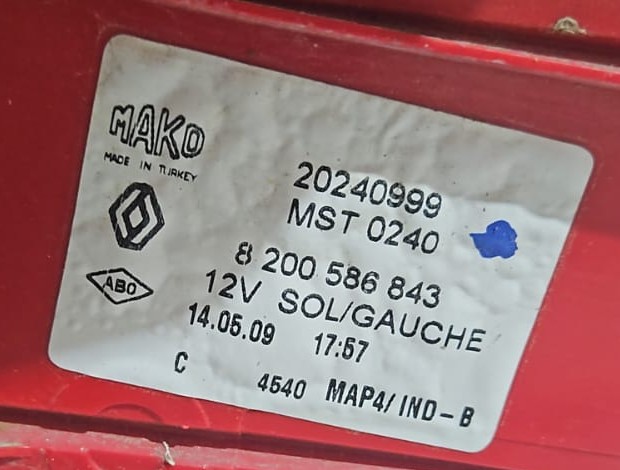 MAKO
MADE IN TURKEY
20240999
MST 0240
8 200 586 843
ABO
12V SOL/GAUCHE
14.05.09 17:57
C 4540 MAP4/IND-B